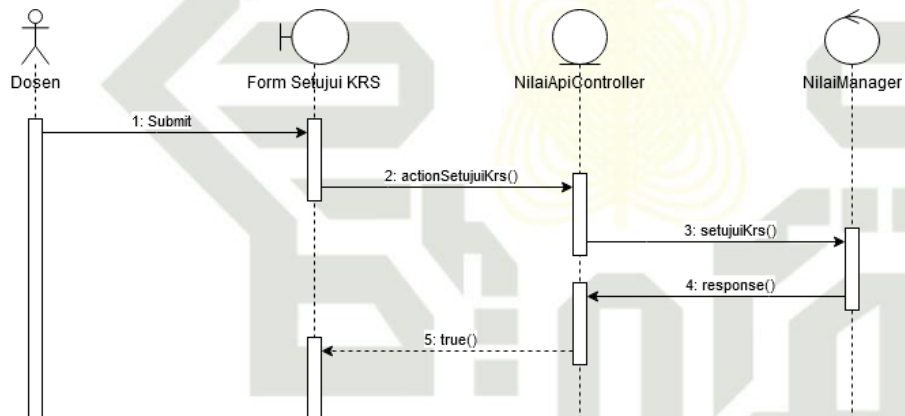 Dosen
Form Setujui KRS
NilaiApiController
NilaiManager
1: Submit
2: actionSetujuiKrs()
3: setujuiKrs()
4: response()
5: true()